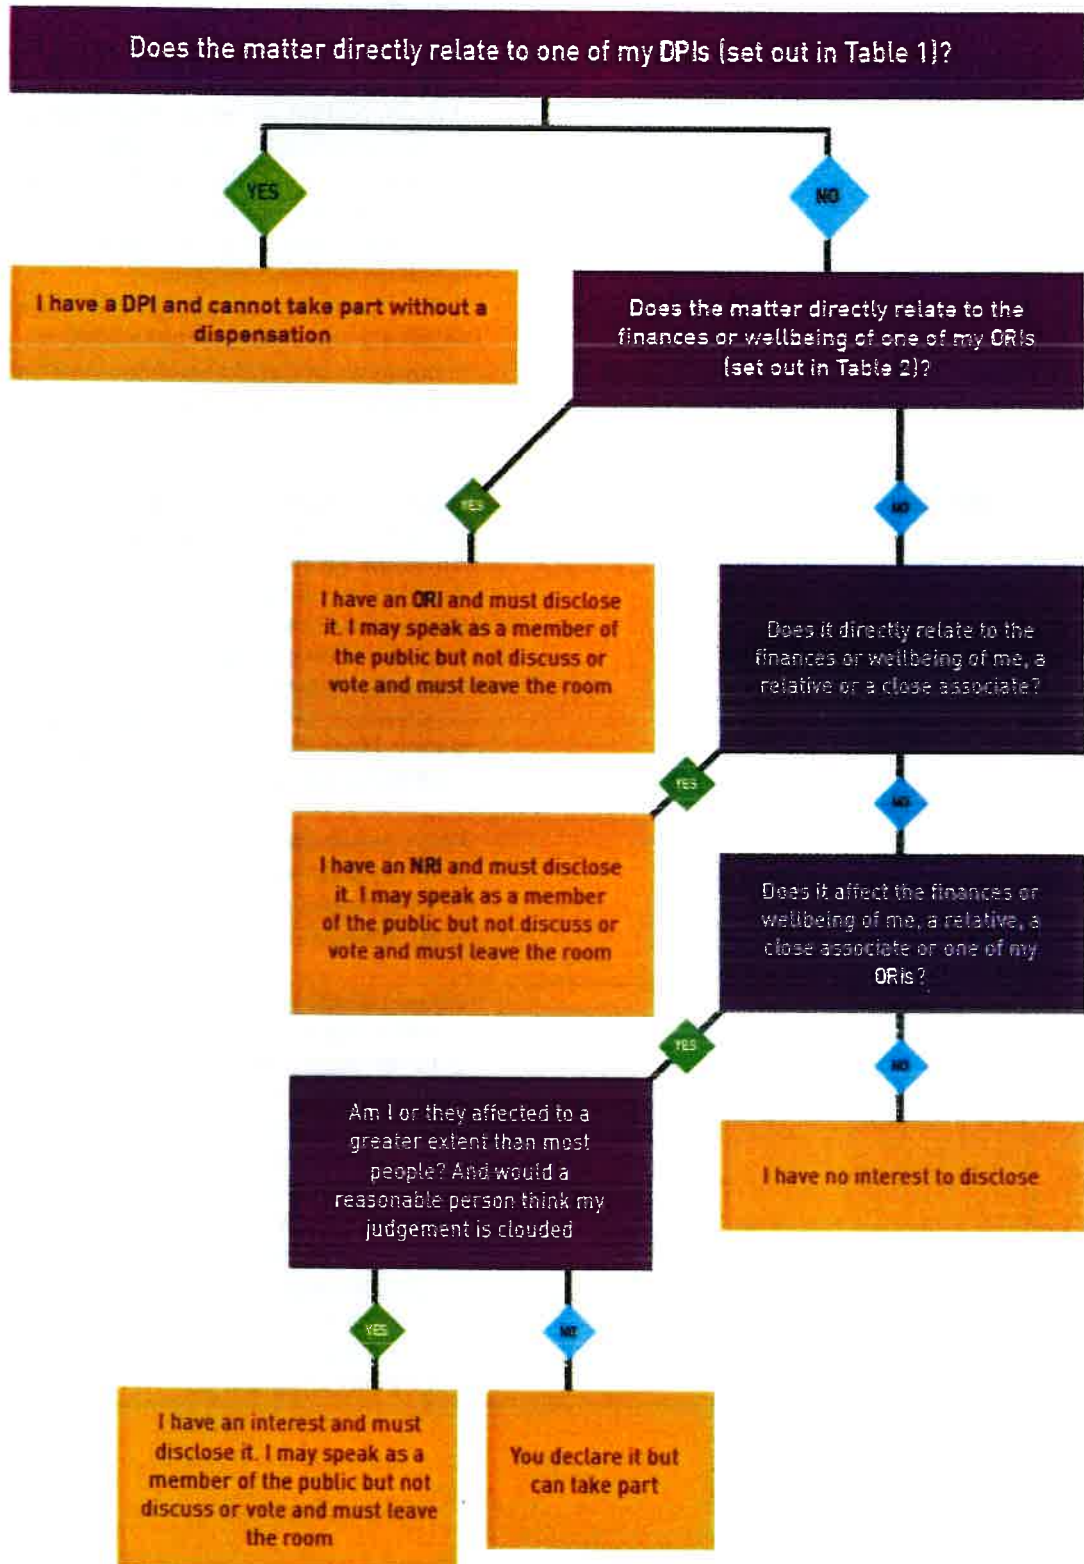 Does the matter directly relate to one of my DPIs (set out in Table 1)?
YES
NO
I have a DPI and cannot take part without a
dispensation
Does the matter directly relate to the
finances or wellbeing of one of my ORIs
(set out in Table 2)?
YES
NO
I have an ORI and must disclose
it. I may speak as a member of
the public but not discuss or
vote and must leave the room
Does it directly relate to the
finances or wellbeing of me, a
relative or a close associate?
YES
NO
I have an NRI and must disclose
it. I may speak as a member
of the public but not discuss or
vote and must leave the room
Does it affect the finances or
wellbeing of me, a relative, a
close associate or one of my
ORIs?
YES
NO
Am I or they affected to a
greater extent than most
people? And would a
reasonable person think my
judgement is clouded
I have no interest to disclose
YES
NO
I have an interest and must
disclose it. I may speak as a
member of the public but not
discuss or vote and must leave
the room
You declare it but
can take part